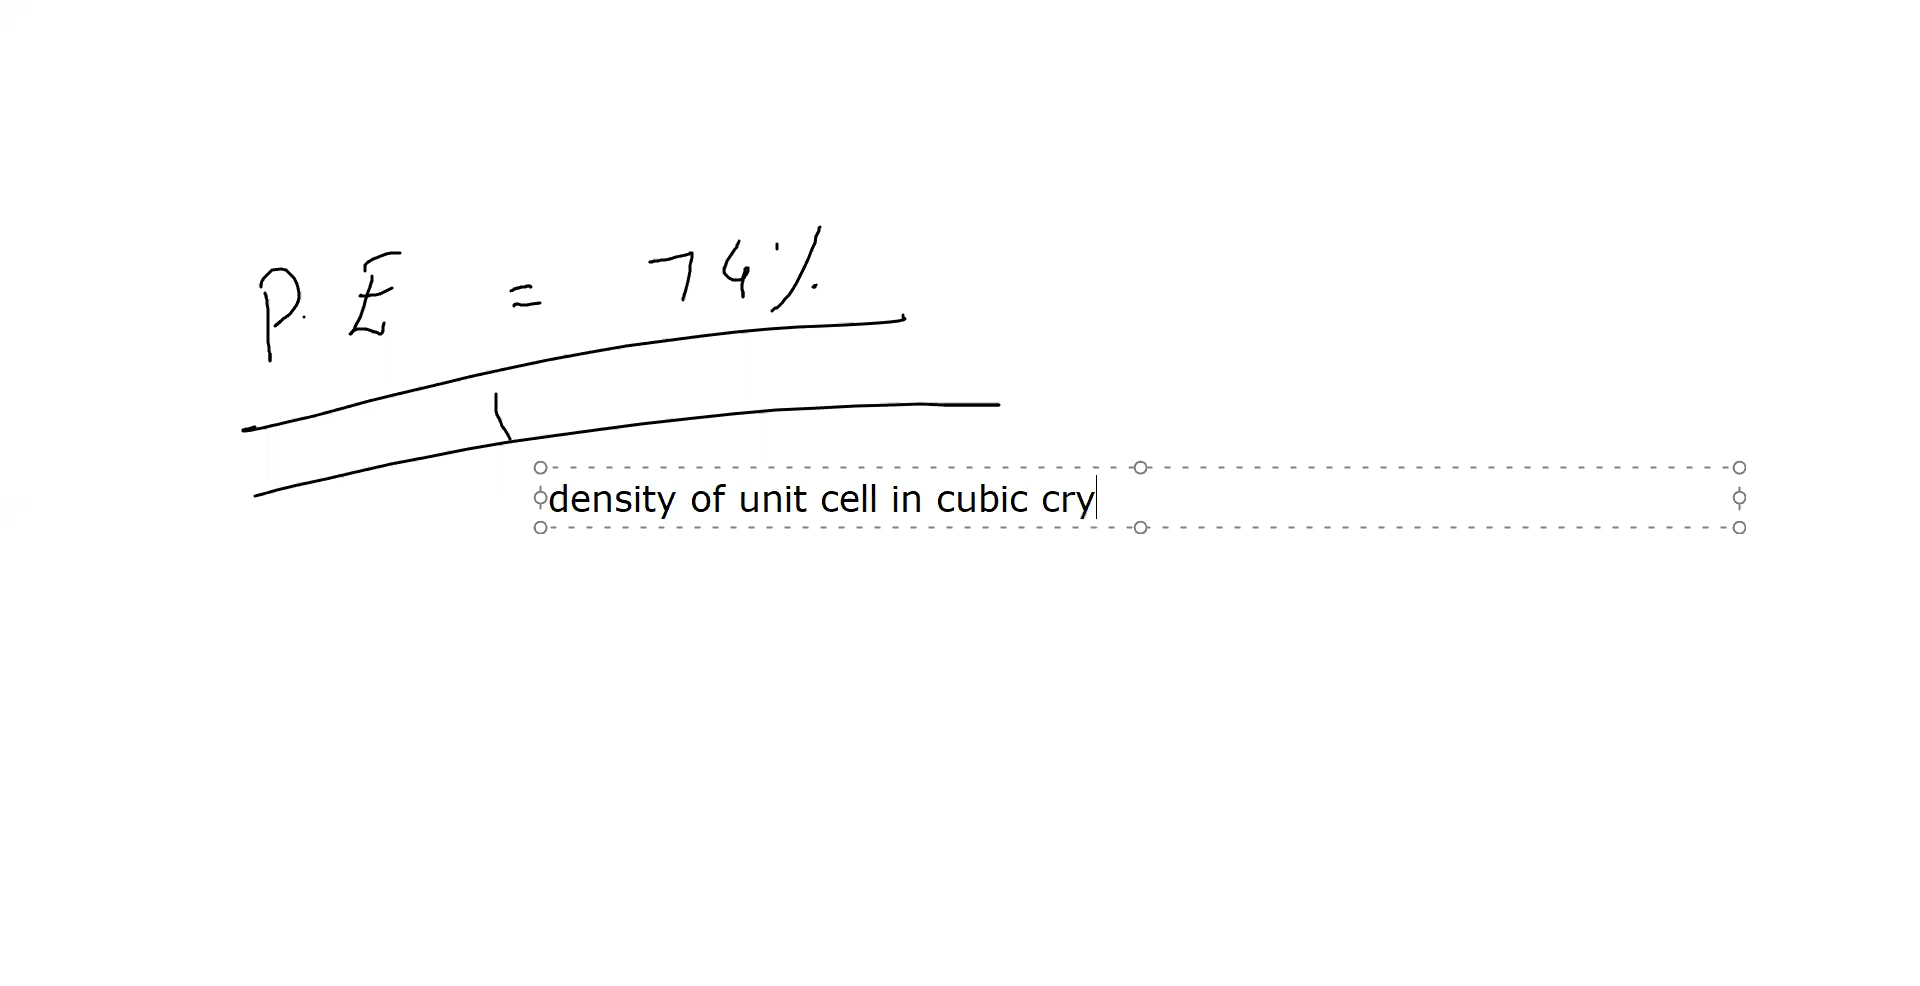 P.E = 74%
density of unit cell in cubic cry